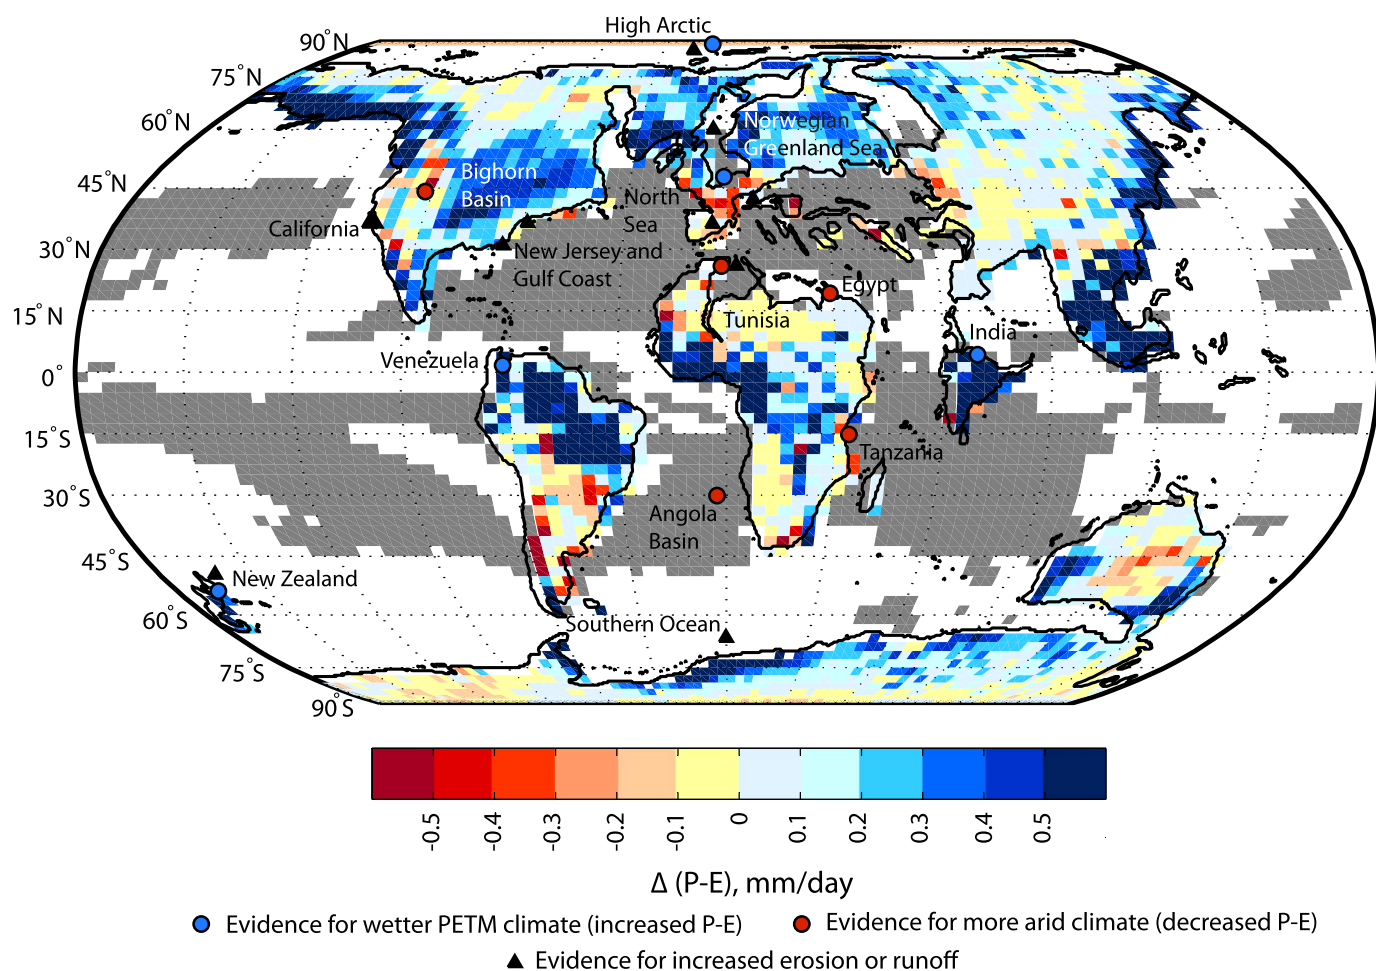 High Arctic
90°N
75°N
60°N
Norwegian
Greenland Sea
45°N
Bighorn
Basin
North
Sea
California
30°N
New Jersey and
Gulf Coast
Egypt
15°N
Tunisia
India
Venezuela
0°
15°S
Tanzania
30°S
Angola
Basin
45°S
New Zealand
60°S
Southern Ocean
75°S
90°S
-0.5 -0.4 -0.3 -0.2 -0.1 0 0.1 0.2 0.3 0.4 0.5
Δ (P-E), mm/day
Evidence for wetter PETM climate (increased P-E) Evidence for more arid climate (decreased P-E)
Evidence for increased erosion or runoff